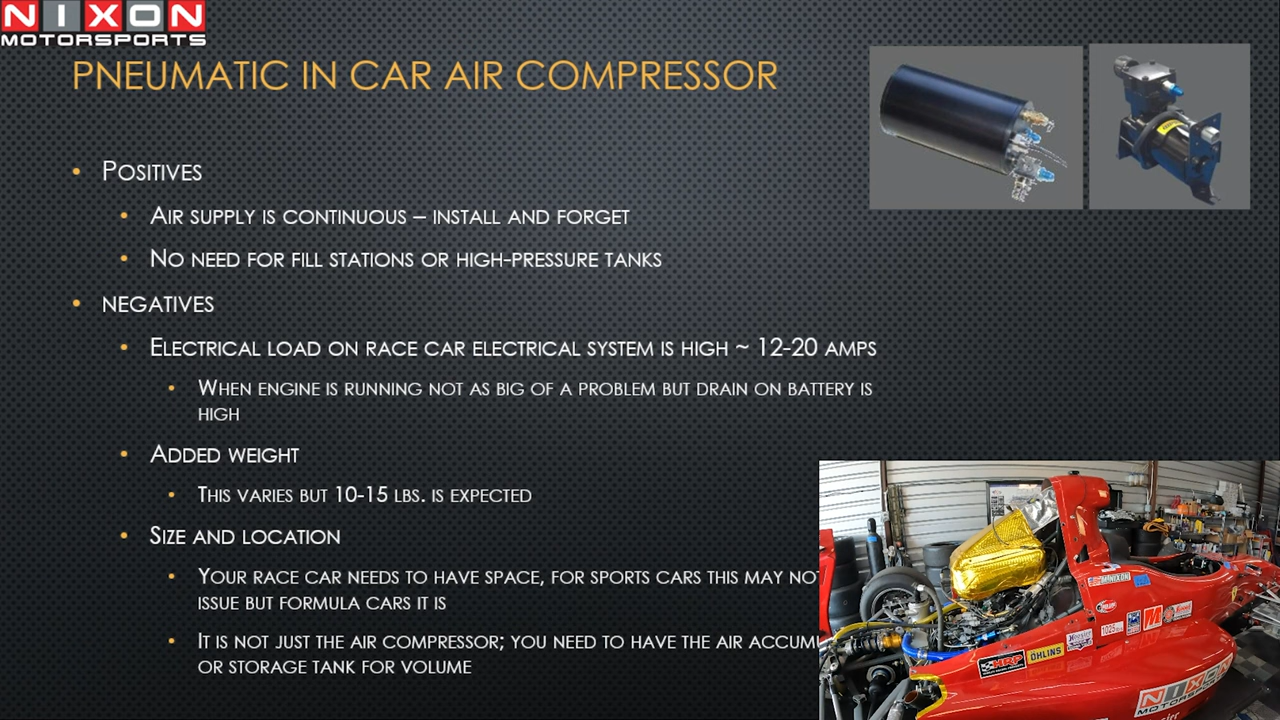 NIXON
MOTORSPORTS
PNEUMATIC IN CAR AIR COMPRESSOR
• POSITIVES
• AIR SUPPLY IS CONTINUOUS – INSTALL AND FORGET
• NO NEED FOR FILL STATIONS OR HIGH-PRESSURE TANKS
• NEGATIVES
• ELECTRICAL LOAD ON RACE CAR ELECTRICAL SYSTEM IS HIGH ~ 12-20 AMPS
• WHEN ENGINE IS RUNNING NOT AS BIG OF A PROBLEM BUT DRAIN ON BATTERY IS
HIGH
• ADDED WEIGHT
• THIS VARIES BUT 10-15 LBS. IS EXPECTED
• SIZE AND LOCATION
• YOUR RACE CAR NEEDS TO HAVE SPACE, FOR SPORTS CARS THIS MAY NOT
ISSUE BUT FORMULA CARS IT IS
• IT IS NOT JUST THE AIR COMPRESSOR; YOU NEED TO HAVE THE AIR ACCUM
OR STORAGE TANK FOR VOLUME
NIXON
HRP
ÖHLINS
NIXON